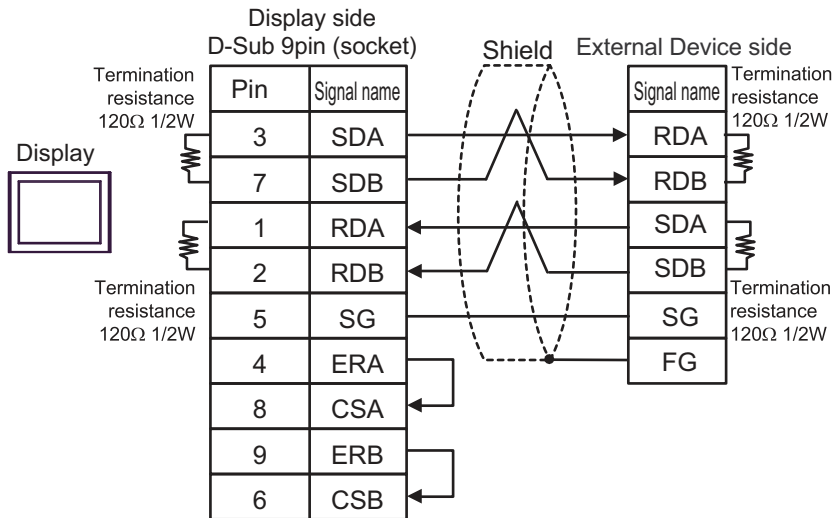 Display side
D-Sub 9pin (socket)
Shield
External Device side
Termination
resistance
120Ω 1/2W
Pin
Signal name
Signal name
Termination
resistance
120Ω 1/2W
Display
3 SDA
RDA
7 SDB
RDB
1 RDA
SDA
2 RDB
SDB
Termination
resistance
120Ω 1/2W
Termination
resistance
120Ω 1/2W
5 SG
SG
4 ERA
FG
8 CSA
9 ERB
6 CSB